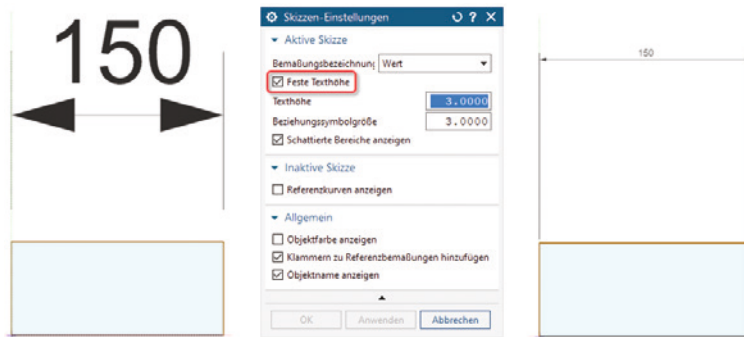 150
Skizzen-Einstellungen
Aktive Skizze
Bemaßungsbezeichnung Wert
Feste Texthöhe
Texthöhe 3.0000
Beziehungssymbolgröße 3.0000
Schattierte Bereiche anzeigen
Inaktive Skizze
Referenzkurven anzeigen
Allgemein
Objektfarbe anzeigen
Klammern zu Referenzbemaßungen hinzufügen
Objektname anzeigen
OK Anwenden Abbrechen
150